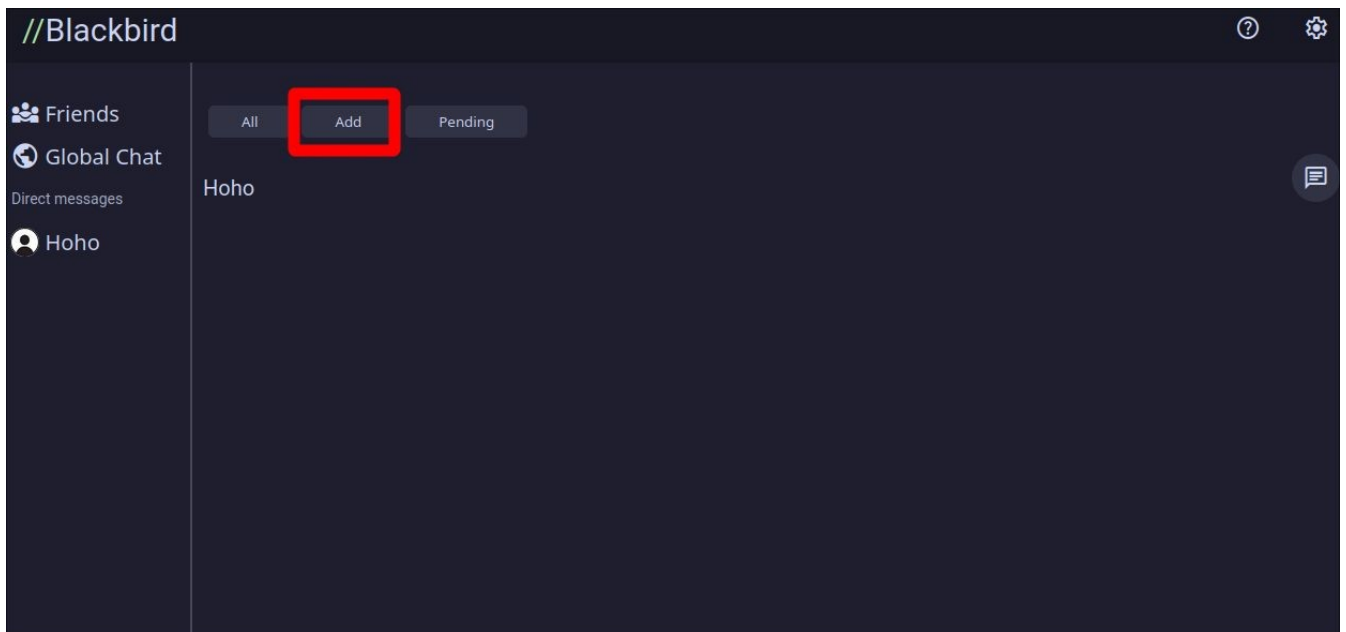 //Blackbird
Friends
Global Chat
Direct messages
Hoho
All Add Pending
Hoho